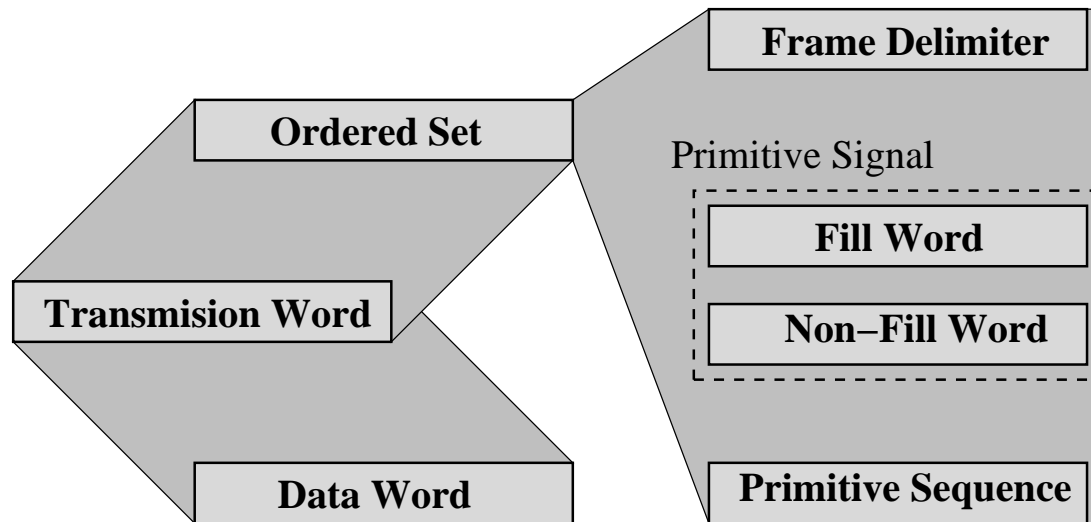 Frame Delimiter
Ordered Set
Primitive Signal
Fill Word
Transmision Word
Non−Fill Word
Data Word
Primitive Sequence